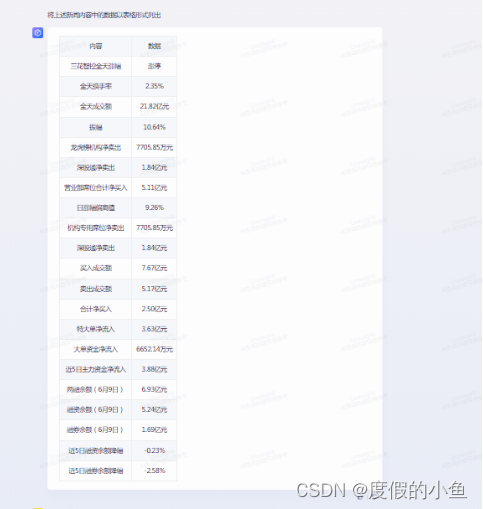 将上述新闻内容中的数据以表格形式列出
内容 数据
三花智控全天涨幅 涨停
全天换手率 2.35%
全天成交额 21.82亿元
振幅 10.64%
龙虎榜机构净卖出 7705.85万元
深股通净卖出 1.84亿元
营业部席位合计净买入 5.11亿元
日涨幅偏离值 9.26%
机构专用席位净卖出 7705.85万元
深股通净卖出 1.84亿元
买入成交额 7.67亿元
卖出成交额 5.17亿元
合计净买入 2.50亿元
特大单净流入 3.63亿元
大单资金净流入 6652.14万元
近5日主力资金净流入 3.88亿元
两融余额（6月9日） 6.93亿元
融资余额（6月9日） 5.24亿元
融券余额（6月9日） 1.69亿元
近5日融资余额降幅 -0.23%
近5日融券余额降幅 -2.58%
CSDN @度假的小鱼